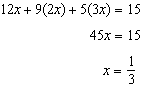 12x + 9(2x) + 5(3x) = 15
45x = 15
x = 1/3